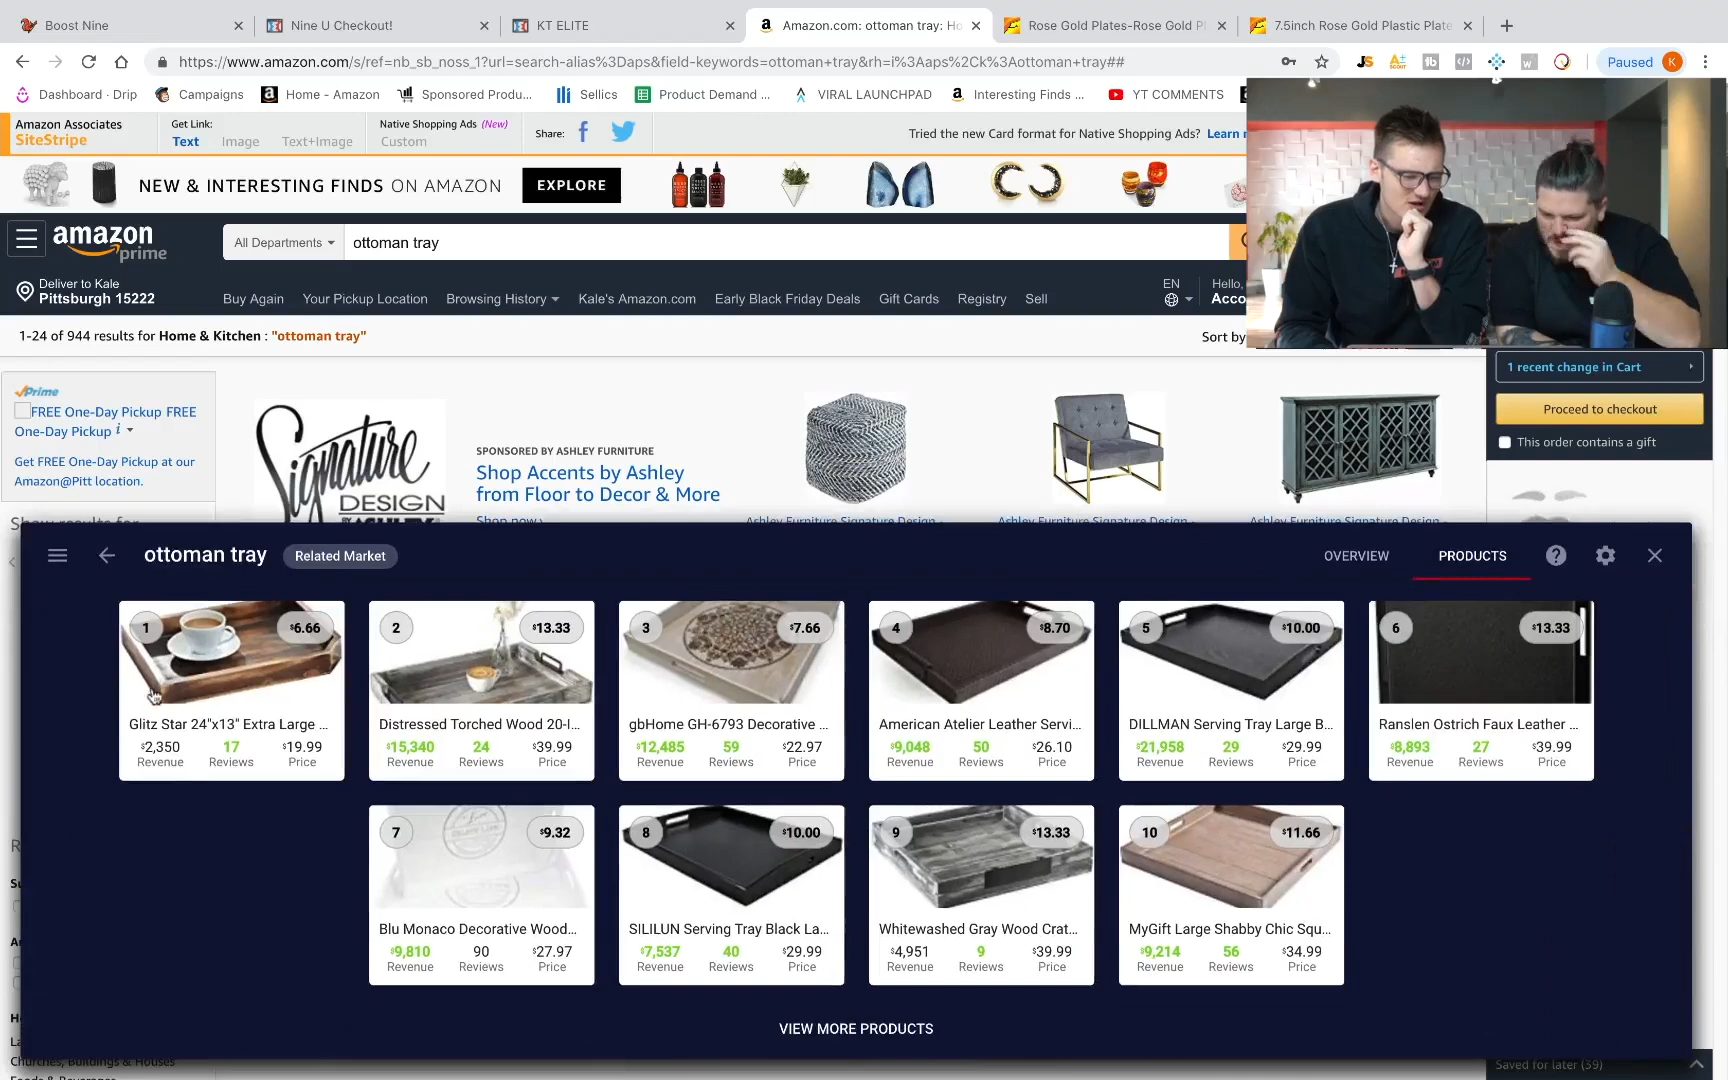 Boost Nine
Nine U Checkout!
KT ELITE
Amazon.com: ottoman tray: Ho
Rose Gold Plates-Rose Gold Pl
7.5inch Rose Gold Plastic Plate
https://www.amazon.com/s/ref=nb_sb_noss_1?url=search-alias%3Daps&field-keywords=ottoman+tray&rh=i%3Aaps%2Ck%3Aottoman+tray##
Paused K
Dashboard · Drip
Campaigns
Home - Amazon
Sponsored Produ...
Sellics
Product Demand ...
VIRAL LAUNCHPAD
Interesting Finds ...
YT COMMENTS
Amazon Associates
SiteStripe
Get Link:
Text Image Text+Image
Native Shopping Ads (New)
Custom
Share:
Tried the new Card format for Native Shopping Ads? Learn
NEW & INTERESTING FINDS ON AMAZON
EXPLORE
amazon
prime
All Departments
ottoman tray
Deliver to Kale
Pittsburgh 15222
Buy Again
Your Pickup Location
Browsing History
Kale's Amazon.com
Early Black Friday Deals
Gift Cards
Registry
Sell
EN
Hello,
Acco
1-24 of 944 results for Home & Kitchen : "ottoman tray"
Sort by
1 recent change in Cart
Proceed to checkout
This order contains a gift
Prime
FREE One-Day Pickup FREE
One-Day Pickup i
Get FREE One-Day Pickup at our
Amazon@Pitt location.
Show results for
Signature
DESIGN
BY ASHLEY
SPONSORED BY ASHLEY FURNITURE
Shop Accents by Ashley
from Floor to Decor & More
Shop now ›
Ashley Furniture Signature Design -
Ashley Furniture Signature Design -
Ashley Furniture Signature Design -
ottoman tray
Related Market
OVERVIEW
PRODUCTS
1 $6.66
Glitz Star 24"x13" Extra Large ...
$2,350 17 $19.99
Revenue Reviews Price
2 $13.33
Distressed Torched Wood 20-I...
$15,340 24 $39.99
Revenue Reviews Price
3 $7.66
gbHome GH-6793 Decorative ...
$12,485 59 $22.97
Revenue Reviews Price
4 $8.70
American Atelier Leather Servi...
$9,048 50 $26.10
Revenue Reviews Price
5 $10.00
DILLMAN Serving Tray Large B...
$21,958 29 $29.99
Revenue Reviews Price
6 $13.33
Ranslen Ostrich Faux Leather ...
$8,893 27 $39.99
Revenue Reviews Price
7 $9.32
Blu Monaco Decorative Wood...
$9,810 90 $27.97
Revenue Reviews Price
8 $10.00
SILILUN Serving Tray Black La...
$7,537 40 $29.99
Revenue Reviews Price
9 $13.33
Whitewashed Gray Wood Crat...
$4,951 9 $39.99
Revenue Reviews Price
10 $11.66
MyGift Large Shabby Chic Squ...
$9,214 56 $34.99
Revenue Reviews Price
VIEW MORE PRODUCTS
Churches, Buildings & Houses
Saved for later (39)